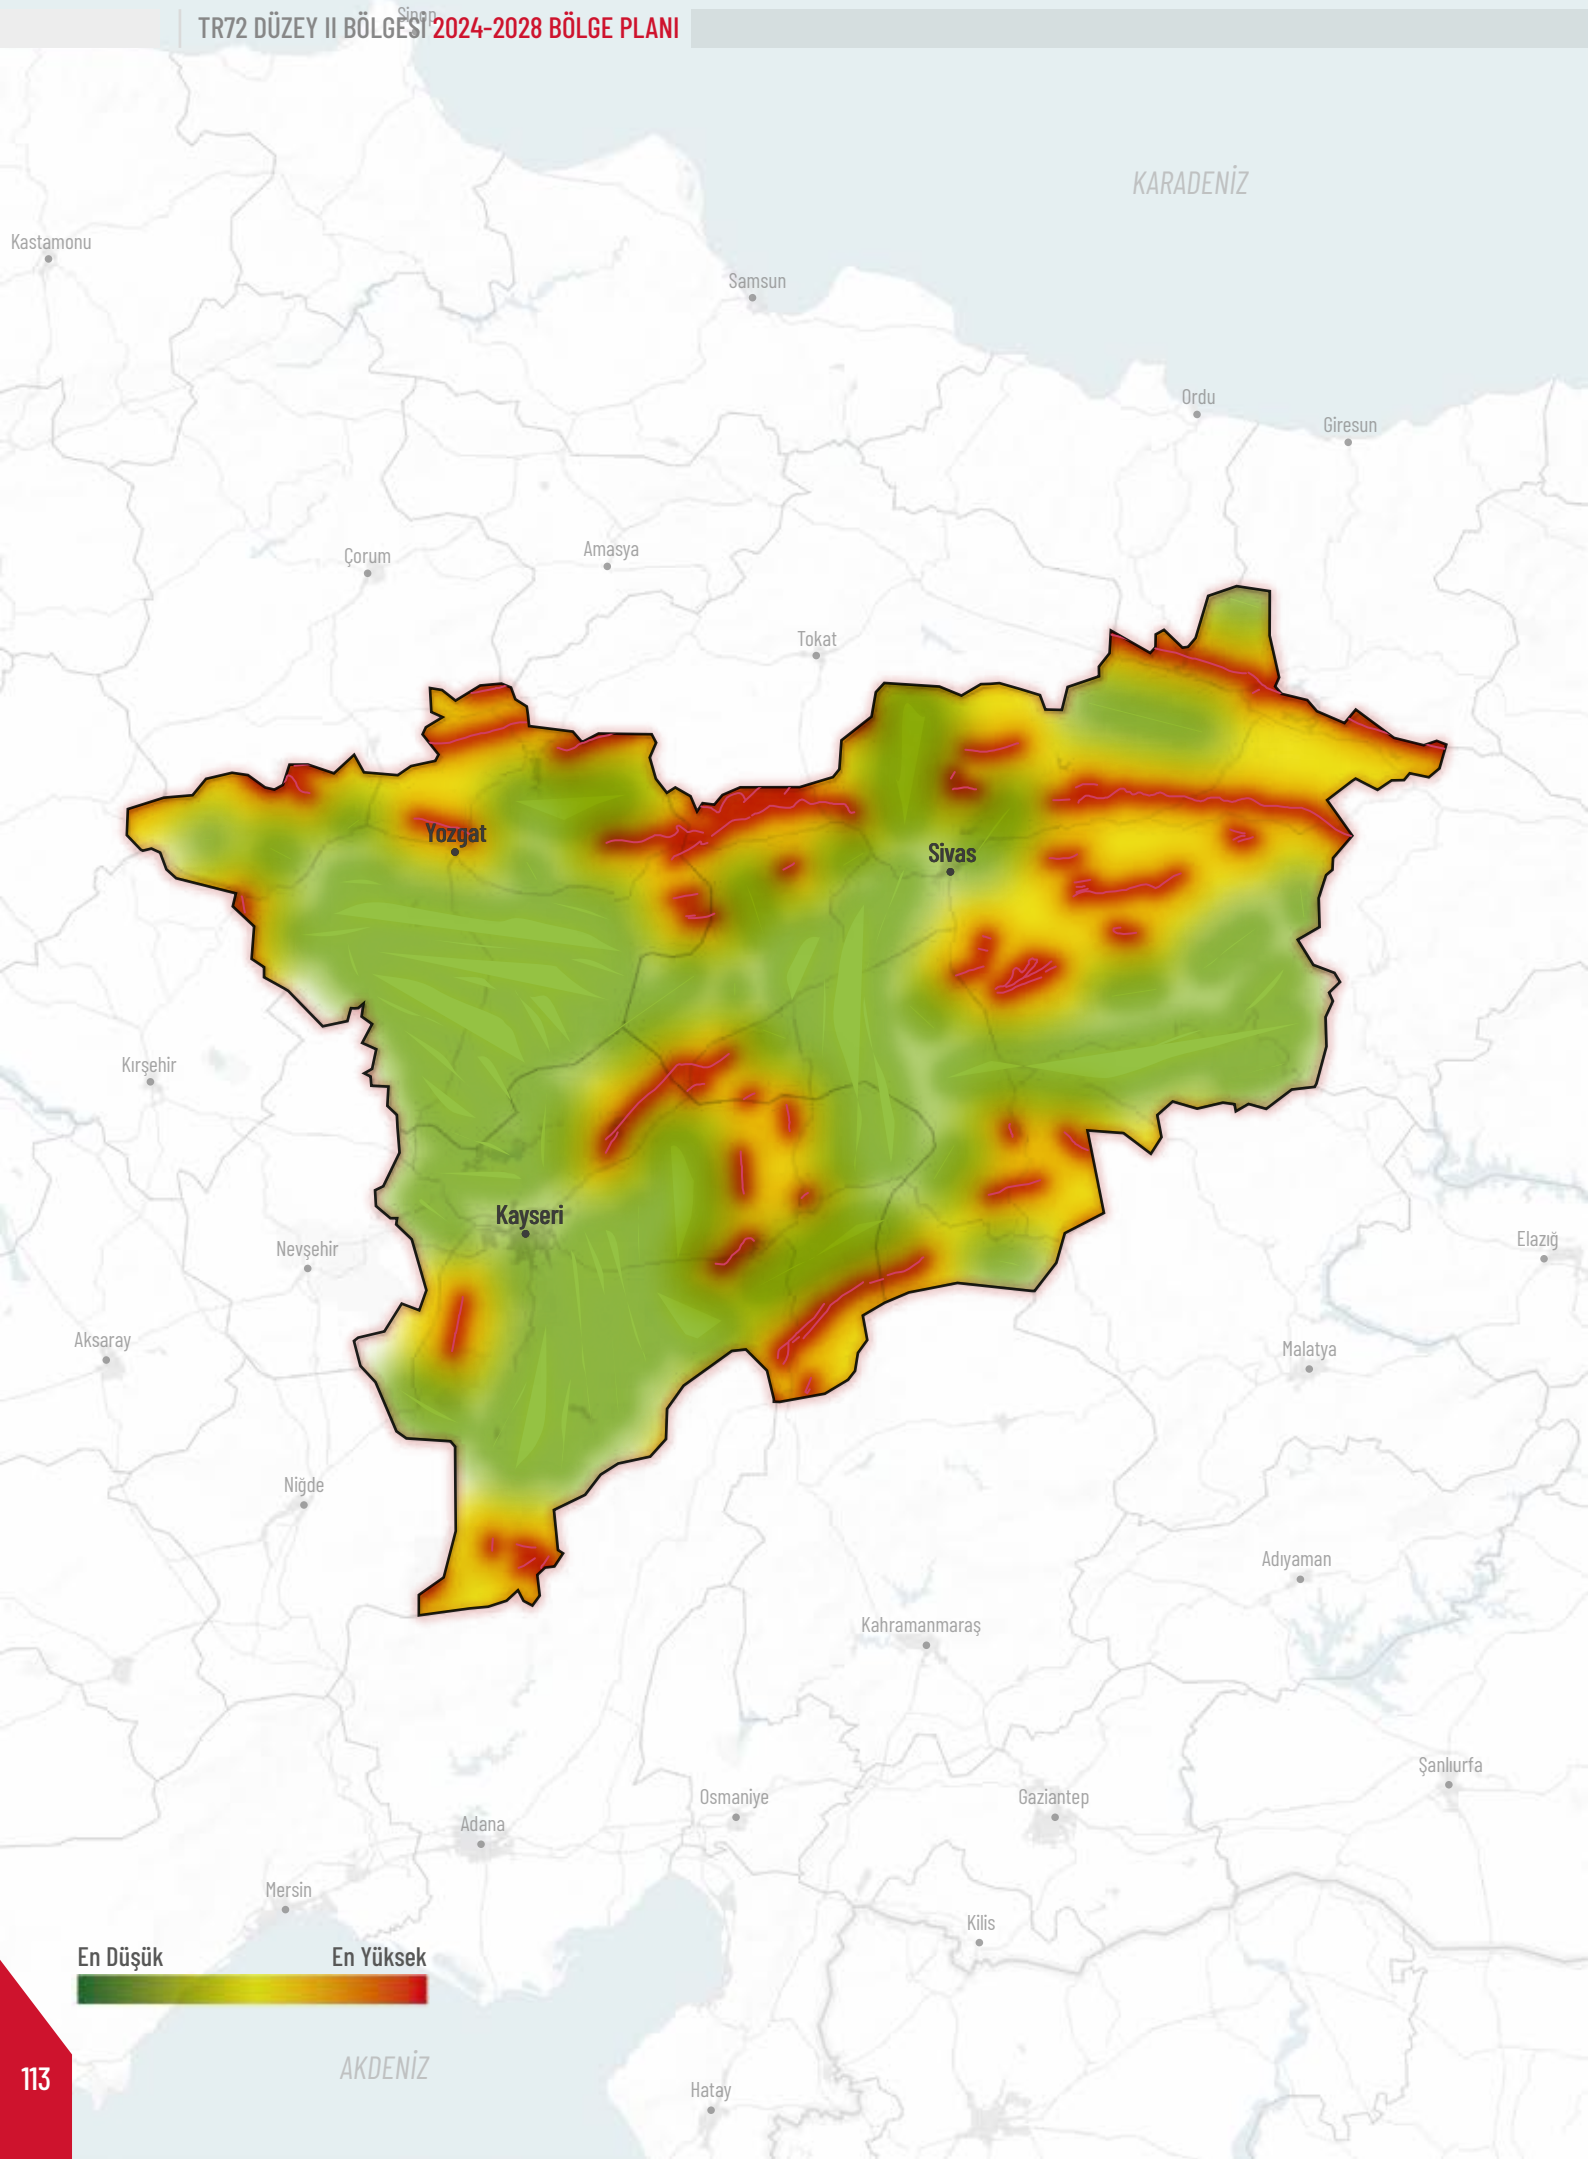 Sinop
TR72 DÜZEY II BÖLGESİ 2024-2028 BÖLGE PLANI
KARADENİZ
Kastamonu
Samsun
Ordu
Giresun
Amasya
Çorum
Tokat
Yozgat
Sivas
Kırşehir
Kayseri
Elazığ
Nevşehir
Aksaray
Malatya
Niğde
Adıyaman
Kahramanmaraş
Şanlıurfa
Osmaniye
Gaziantep
Adana
Mersin
Kilis
En Düşük En Yüksek
AKDENİZ
113
Hatay